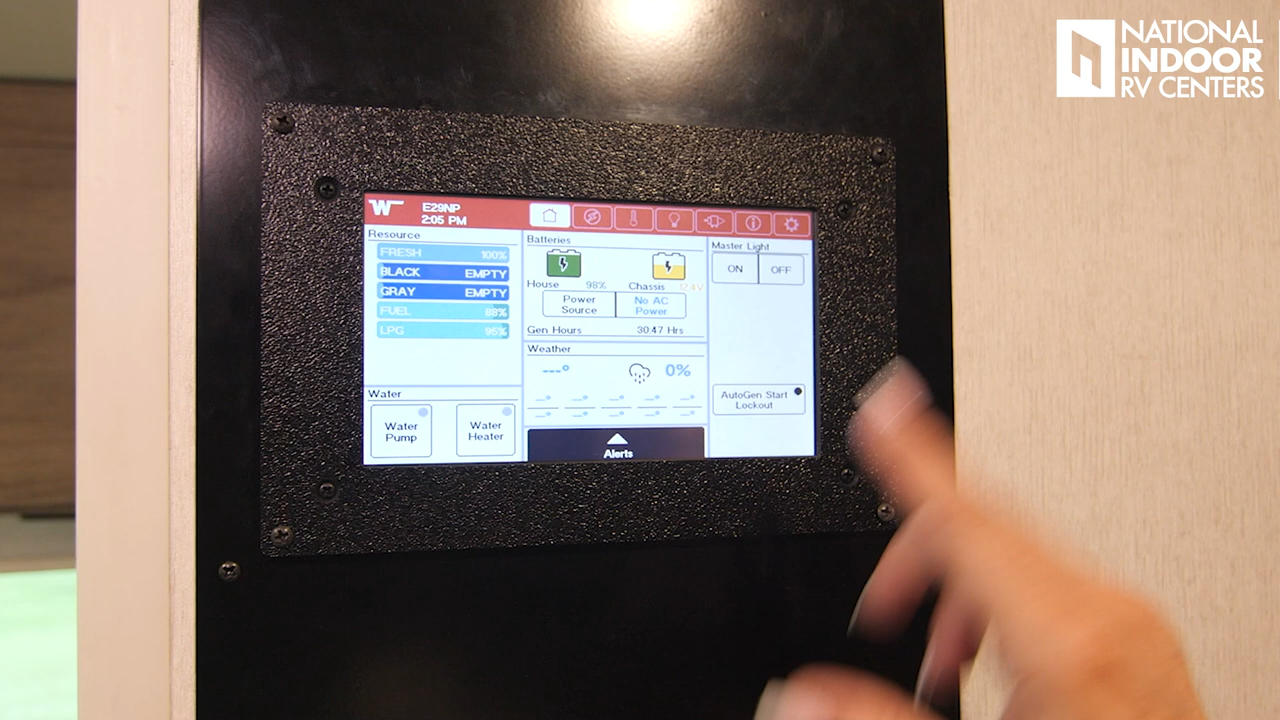 NATIONAL
INDOOR
RV CENTERS
W
E29NP
2:05 PM
Resource
FRESH 100%
BLACK EMPTY
GRAY EMPTY
FUEL 88%
LPG 95%
Water
Water
Pump
Water
Heater
Batteries
House 98% Chassis 12.4V
Power
Source
No AC
Power
Gen Hours 30.47 Hrs
Weather
---° 0%
Alerts
Master Light
ON OFF
AutoGen Start
Lockout